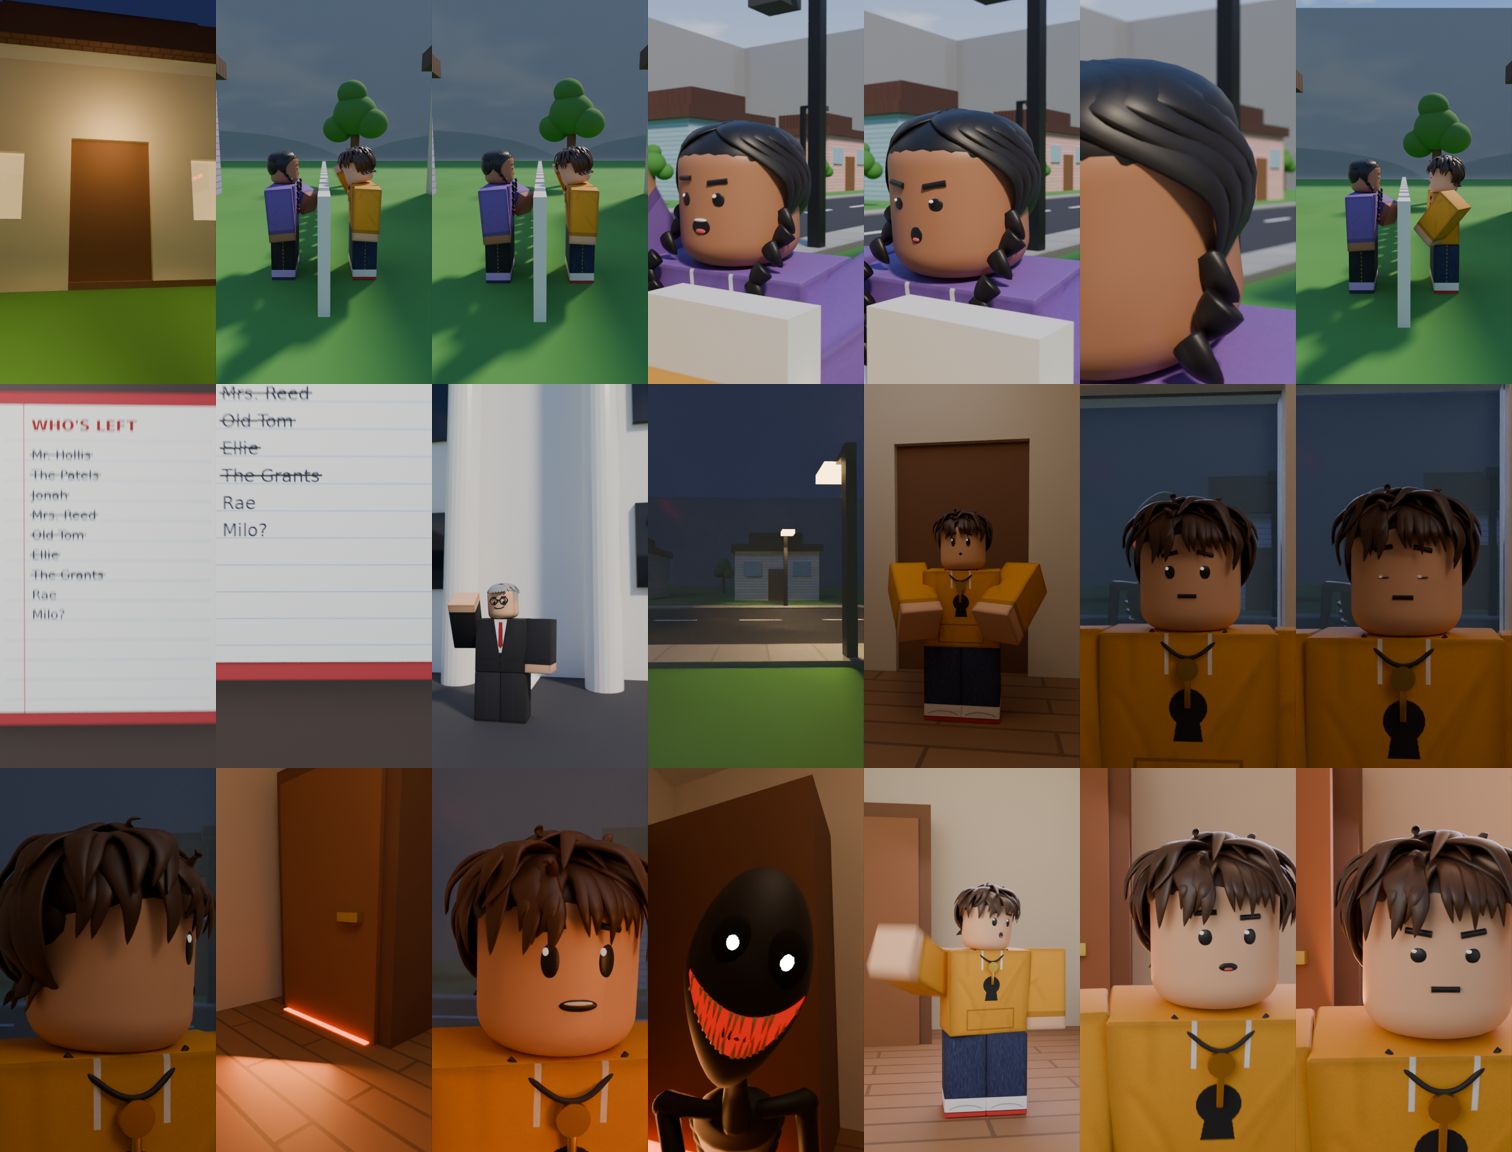 WHO'S LEFT
Mr. Hollis
The Patels
Jonah
Mrs. Reed
Old Tom
Ellie
The Grants
Rae
Milo?
Mrs. Reed
Old Tom
Ellie
The Grants
Rae
Milo?